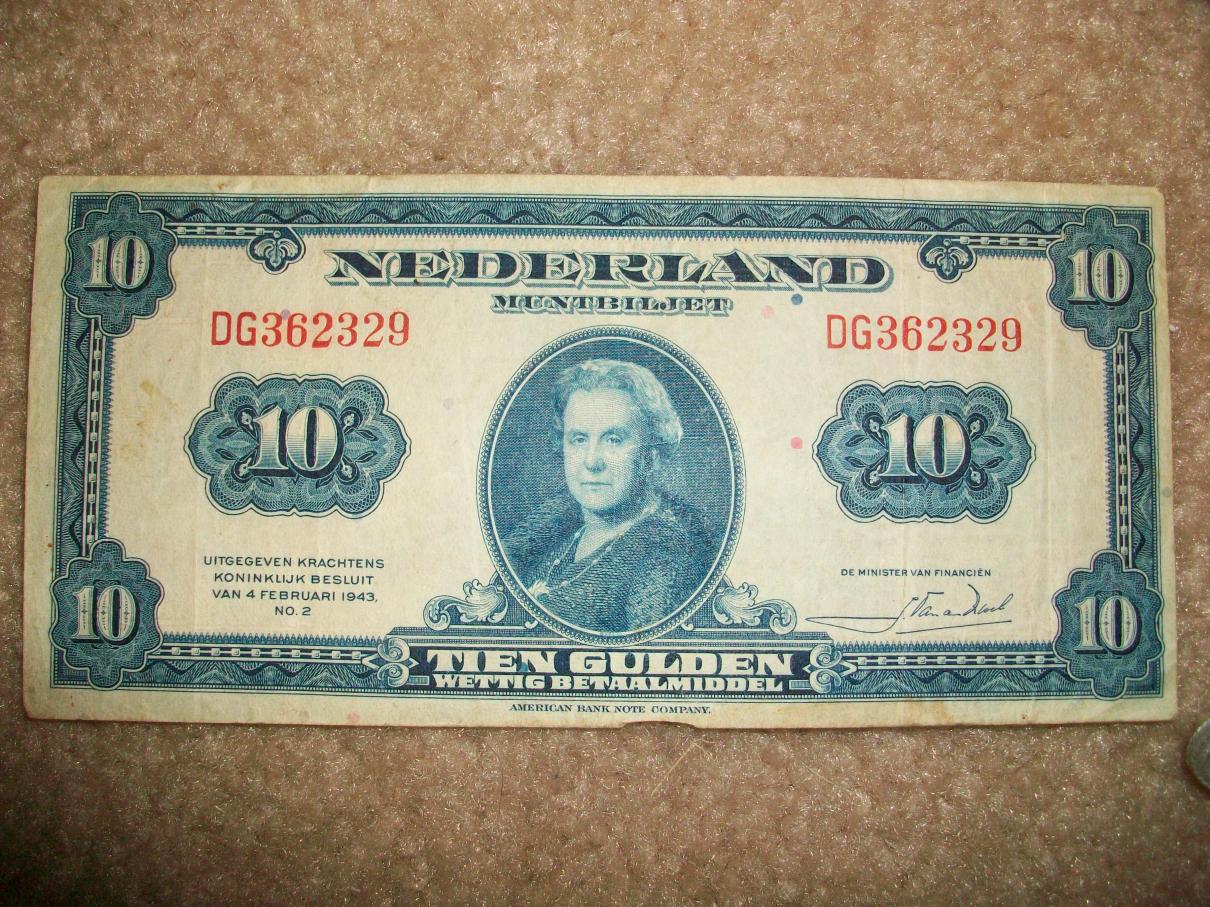 10
10
NEDERLAND
MUNTBILJET
DG362329
DG362329
10
10
UITGEGEVEN KRACHTENS
KONINKLIJK BESLUIT
VAN 4 FEBRUARI 1943,
NO. 2
DE MINISTER VAN FINANCIËN
10
10
TIEN GULDEN
WETTIG BETAALMIDDEL
AMERICAN BANK NOTE COMPANY.